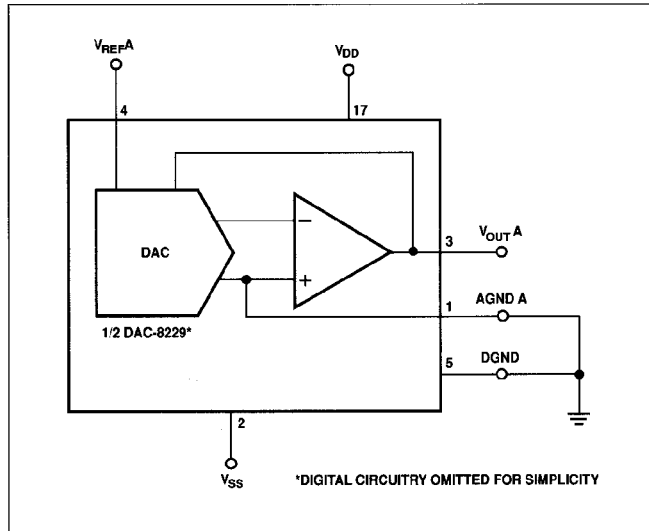 VREFA
VDD
4
17
DAC
−
+
3
VOUT A
1
AGND A
1/2 DAC-8229*
5
DGND
2
VSS
*DIGITAL CIRCUITRY OMITTED FOR SIMPLICITY